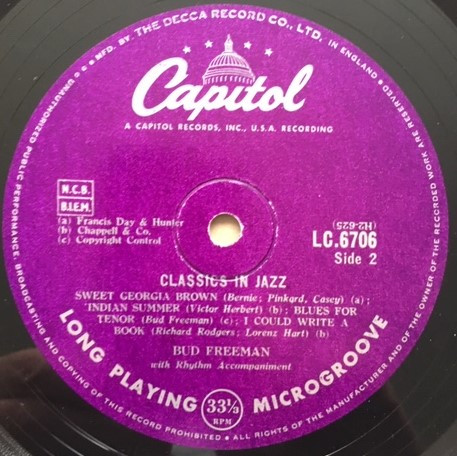 MFD. BY THE DECCA RECORD CO., LTD. IN ENGLAND • ALL RIGHTS OF THE MANUFACTURER AND OF THE OWNER OF THE RECORDED WORK ARE RESERVED • UNAUTHORIZED PUBLIC PERFORMANCE, BROADCASTING AND COPYING OF THIS RECORD PROHIBITED
Capitol
A CAPITOL RECORDS, INC., U.S.A. RECORDING
N.C.B.
B.I.E.M.
(a) Francis Day & Hunter
(b) Chappell & Co.
(c) Copyright Control
(H2-625)
LC.6706
Side 2
CLASSICS IN JAZZ
SWEET GEORGIA BROWN (Bernie; Pinkard, Casey) (a);
INDIAN SUMMER (Victor Herbert) (b); BLUES FOR
TENOR (Bud Freeman) (c); I COULD WRITE A
BOOK (Richard Rodgers; Lorenz Hart) (b)
BUD FREEMAN
with Rhythm Accompaniment
LONG PLAYING 33⅓ RPM MICROGROOVE